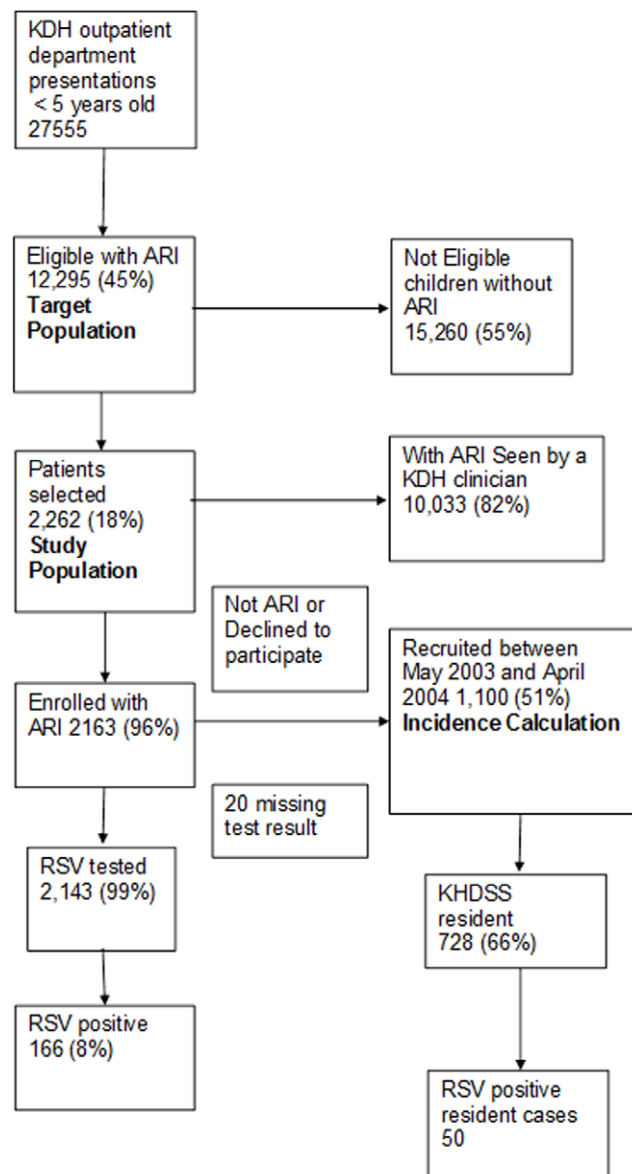 KDH outpatient
department
presentations
< 5 years old
27555
Eligible with ARI
12,295 (45%)
Target
Population
Not Eligible
children without
ARI
15,260 (55%)
Patients
selected
2,262 (18%)
Study
Population
With ARI Seen by a
KDH clinician
10,033 (82%)
Not ARI or
Declined to
participate
Enrolled with
ARI 2163 (96%)
Recruited between
May 2003 and April
2004 1,100 (51%)
Incidence Calculation
20 missing
test result
RSV tested
2,143 (99%)
KHDSS
resident
728 (66%)
RSV positive
166 (8%)
RSV positive
resident cases
50